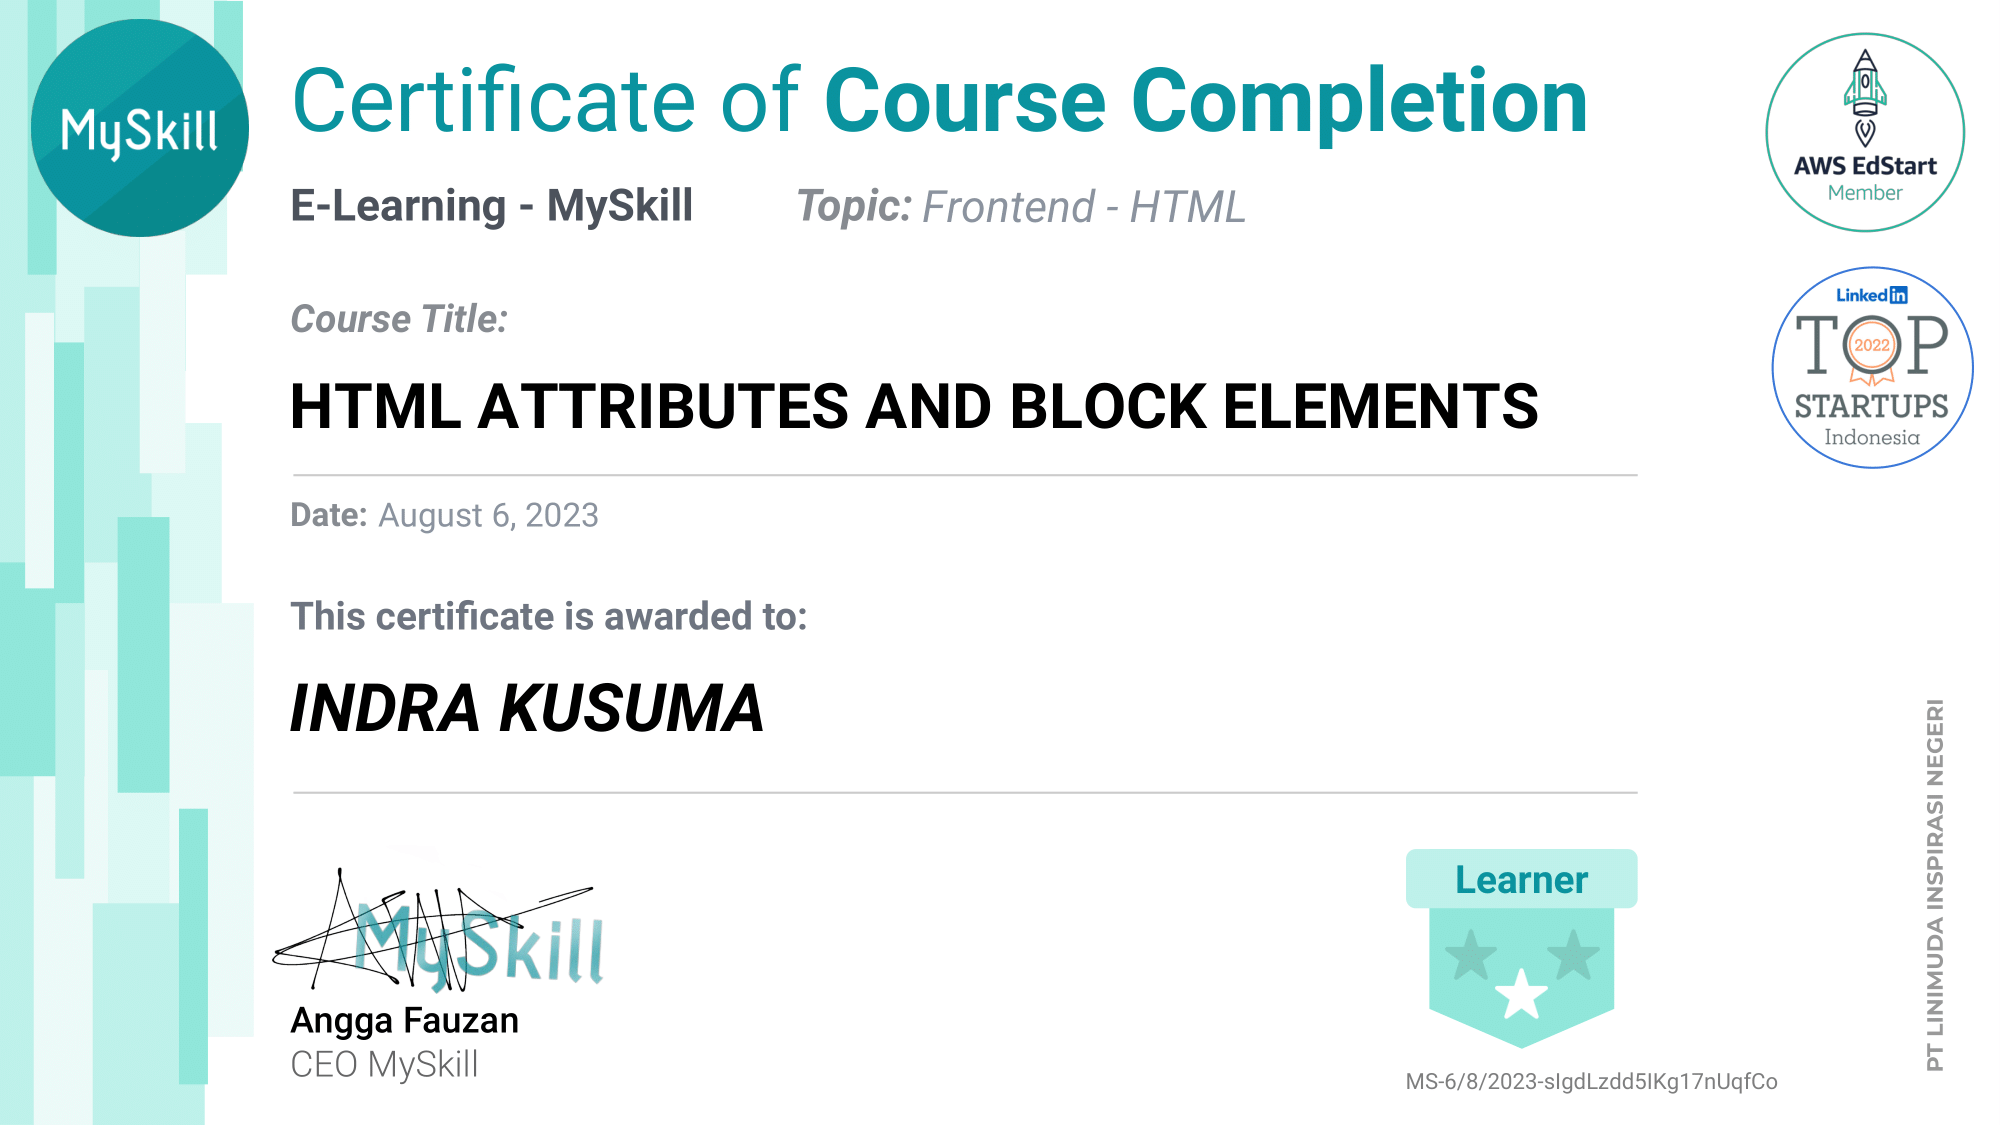 MySkill
Certificate of Course Completion
E-Learning - MySkill
Topic: Frontend - HTML
AWS EdStart
Member
Course Title:
HTML ATTRIBUTES AND BLOCK ELEMENTS
Linked in
TOP
2022
STARTUPS
Indonesia
Date: August 6, 2023
This certificate is awarded to:
INDRA KUSUMA
MySkill
Angga Fauzan
CEO MySkill
Learner
MS-6/8/2023-sIgdLzdd5IKg17nUqfCo
PT LINIMUDA INSPIRASI NEGERI